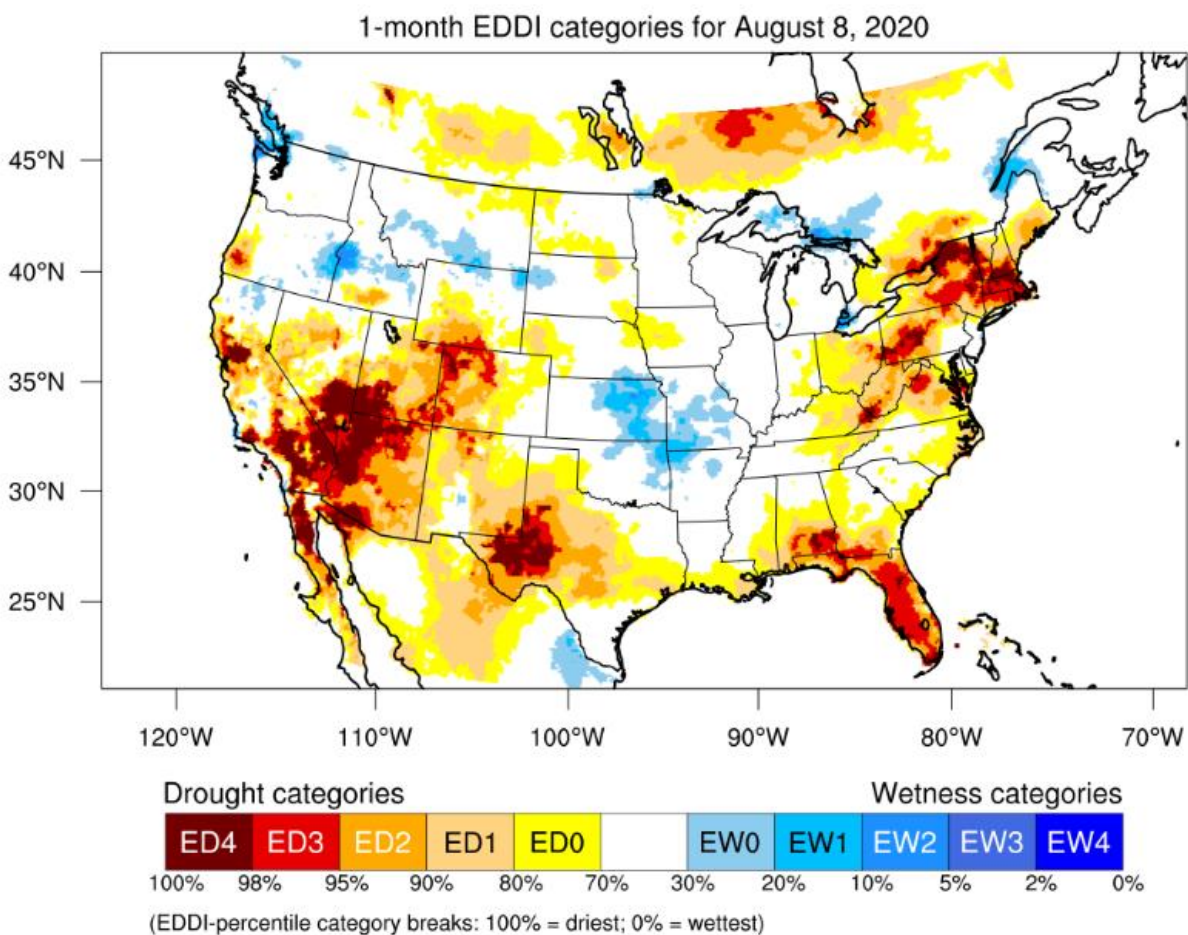 1-month EDDI categories for August 8, 2020
45°N
40°N
35°N
30°N
25°N
120°W 110°W 100°W 90°W 80°W 70°W
Drought categories Wetness categories
ED4 ED3 ED2 ED1 ED0 EW0 EW1 EW2 EW3 EW4
100% 98% 95% 90% 80% 70% 30% 20% 10% 5% 2% 0%
(EDDI-percentile category breaks: 100% = driest; 0% = wettest)